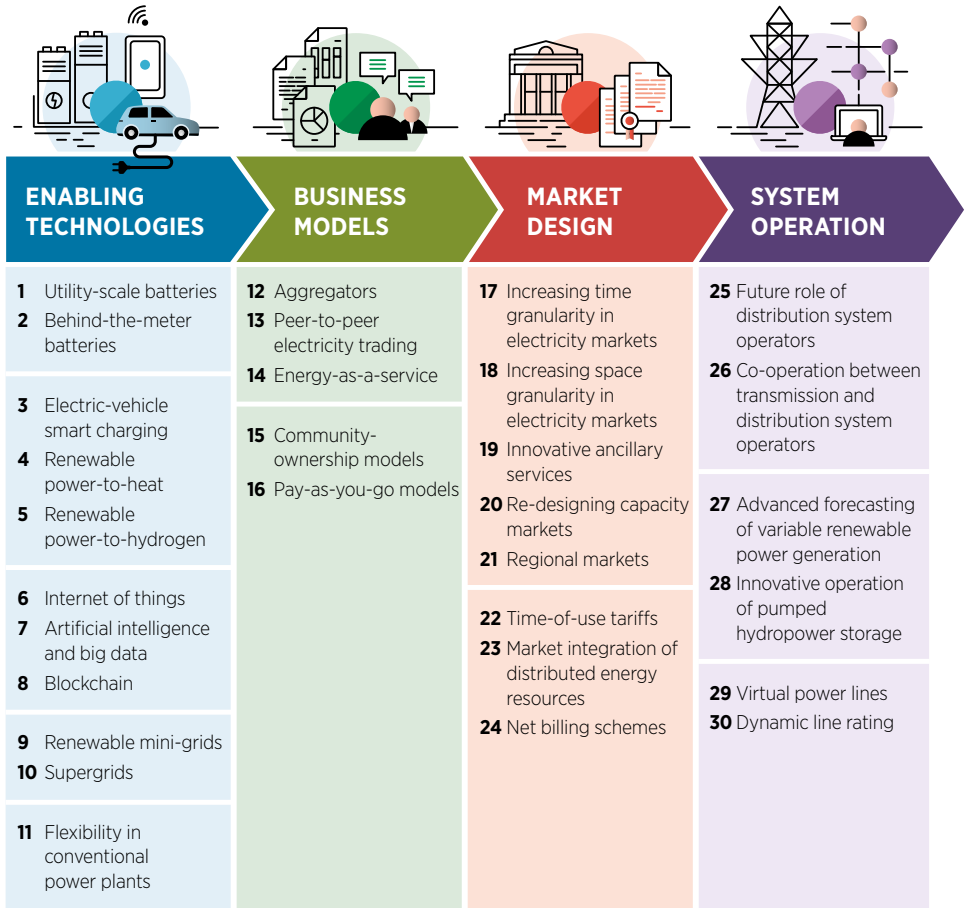 ENABLING
TECHNOLOGIES
BUSINESS
MODELS
MARKET
DESIGN
SYSTEM
OPERATION
1 Utility-scale batteries
2 Behind-the-meter
batteries
3 Electric-vehicle
smart charging
4 Renewable
power-to-heat
5 Renewable
power-to-hydrogen
6 Internet of things
7 Artificial intelligence
and big data
8 Blockchain
9 Renewable mini-grids
10 Supergrids
11 Flexibility in
conventional
power plants
12 Aggregators
13 Peer-to-peer
electricity trading
14 Energy-as-a-service
15 Community-
ownership models
16 Pay-as-you-go models
17 Increasing time
granularity in
electricity markets
18 Increasing space
granularity in
electricity markets
19 Innovative ancillary
services
20 Re-designing capacity
markets
21 Regional markets
22 Time-of-use tariffs
23 Market integration of
distributed energy
resources
24 Net billing schemes
25 Future role of
distribution system
operators
26 Co-operation between
transmission and
distribution system
operators
27 Advanced forecasting
of variable renewable
power generation
28 Innovative operation
of pumped
hydropower storage
29 Virtual power lines
30 Dynamic line rating